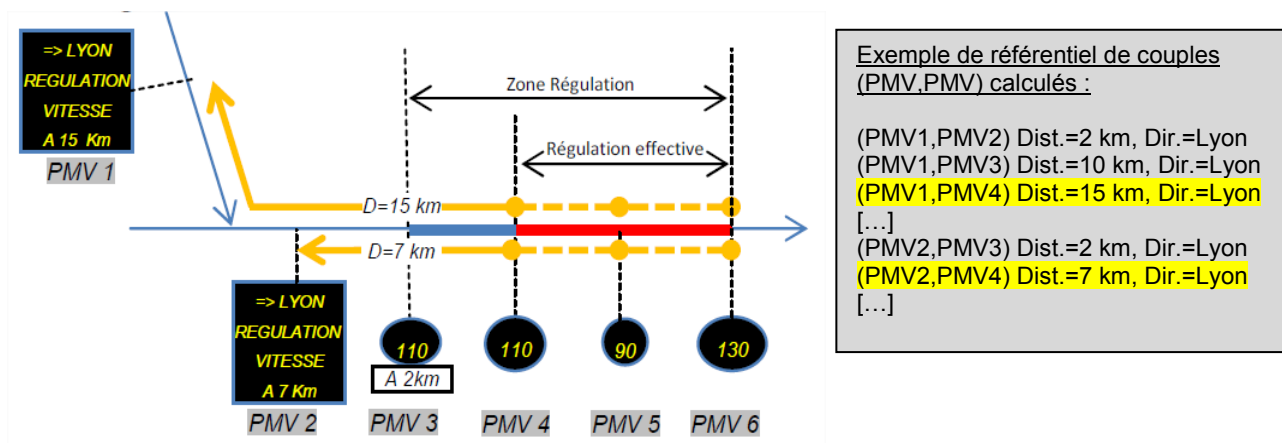 => LYON
REGULATION
VITESSE
A 15 Km
PMV 1
Zone Régulation
Régulation effective
D=15 km
D=7 km
=> LYON
REGULATION
VITESSE
A 7 Km
PMV 2
110
A 2km
PMV 3
110
PMV 4
90
PMV 5
130
PMV 6
Exemple de référentiel de couples
(PMV,PMV) calculés :
(PMV1,PMV2) Dist.=2 km, Dir.=Lyon
(PMV1,PMV3) Dist.=10 km, Dir.=Lyon
(PMV1,PMV4) Dist.=15 km, Dir.=Lyon
[…]
(PMV2,PMV3) Dist.=2 km, Dir.=Lyon
(PMV2,PMV4) Dist.=7 km, Dir.=Lyon
[…]